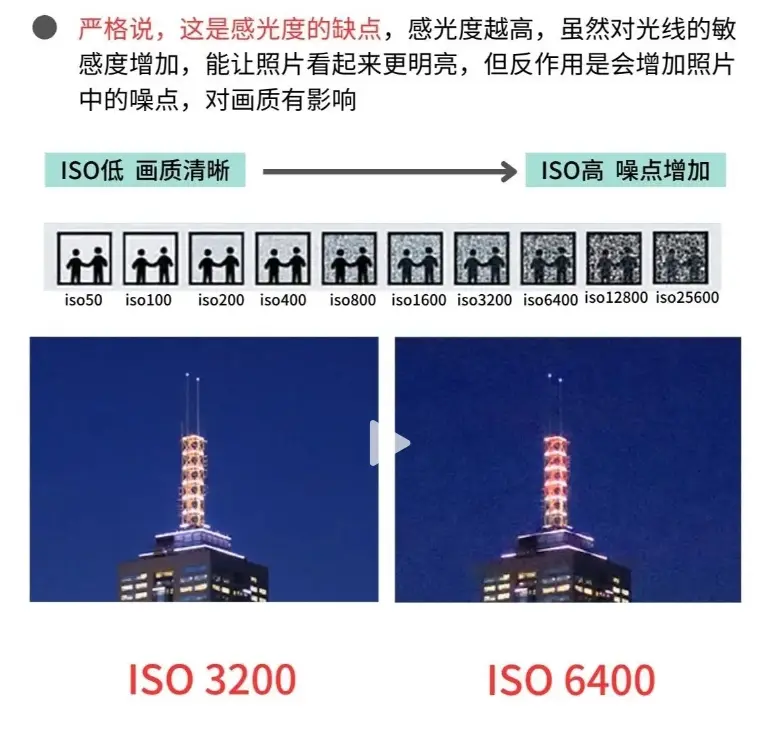 严格说，这是感光度的缺点，感光度越高，虽然对光线的敏
感度增加，能让照片看起来更明亮，但反作用是会增加照片
中的噪点，对画质有影响
ISO低 画质清晰
ISO高 噪点增加
iso50 iso100 iso200 iso400 iso800 iso1600 iso3200 iso6400 iso12800 iso25600
ISO 3200
ISO 6400